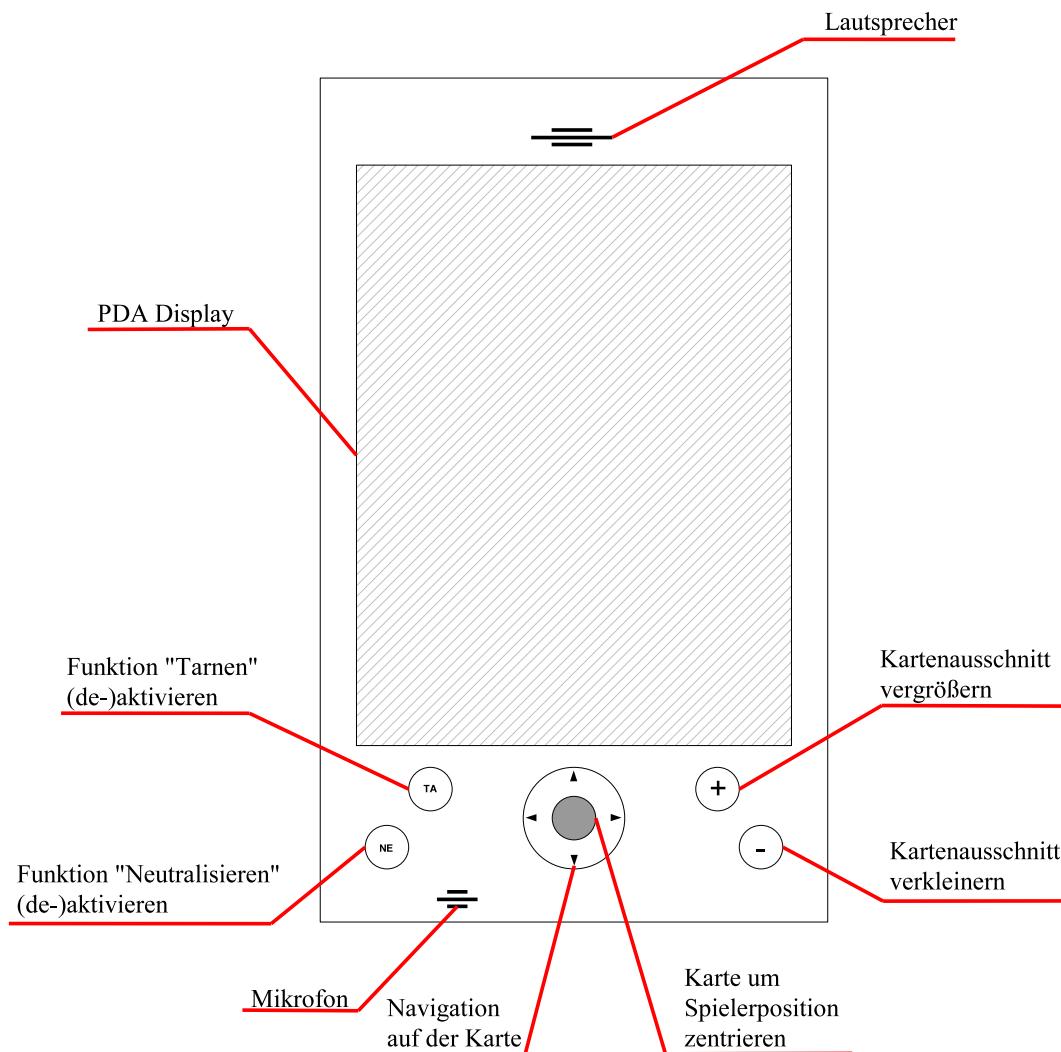 Lautsprecher
PDA Display
Funktion "Tarnen"
(de-)aktivieren
Kartenausschnitt
vergrößern
TA
+
NE
-
Funktion "Neutralisieren"
(de-)aktivieren
Kartenausschnitt
verkleinern
Mikrofon
Navigation
auf der Karte
Karte um
Spielerposition
zentrieren